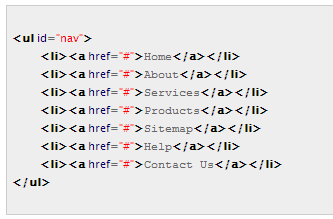 <ul id="nav">
<li><a href="#">Home</a></li>
<li><a href="#">About</a></li>
<li><a href="#">Services</a></li>
<li><a href="#">Products</a></li>
<li><a href="#">Sitemap</a></li>
<li><a href="#">Help</a></li>
<li><a href="#">Contact Us</a></li>
</ul>